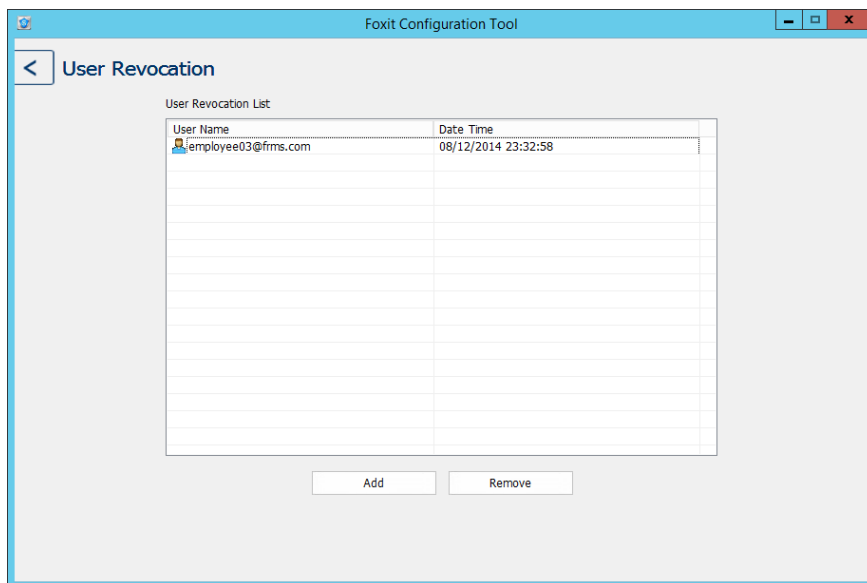 Foxit Configuration Tool
< User Revocation
User Revocation List
User Name Date Time
employee03@frms.com 08/12/2014 23:32:58
Add Remove